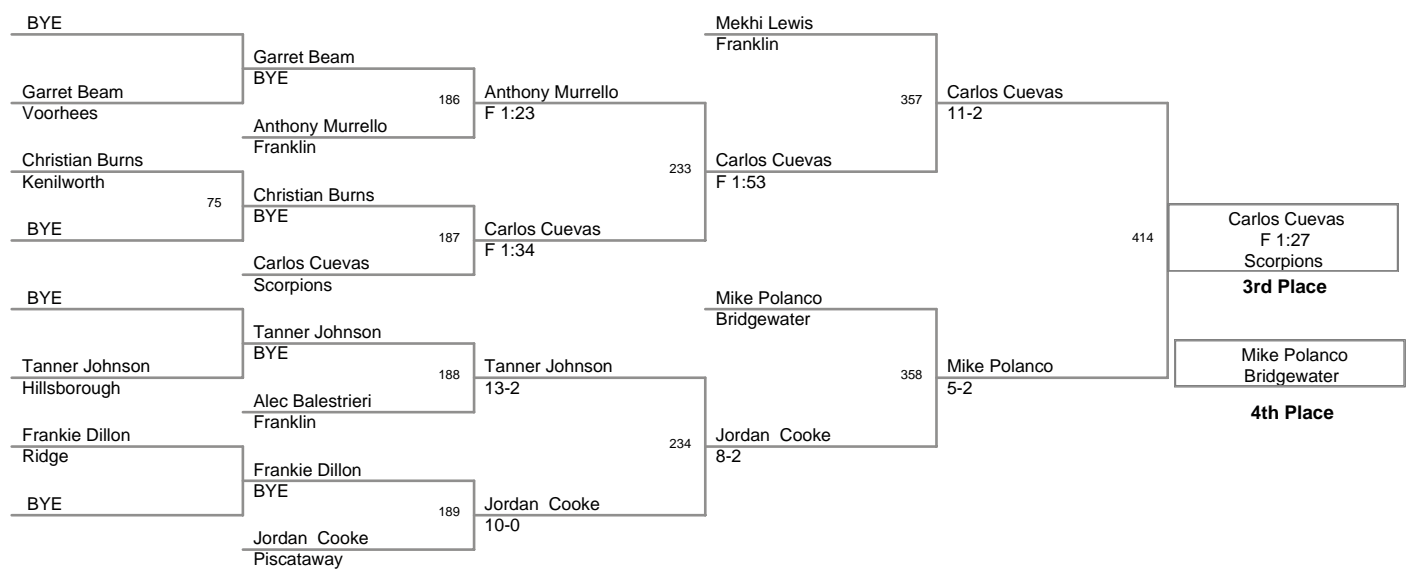 BYE
Garret Beam
BYE
Garret Beam
Voorhees
186
Anthony Murrello
F 1:23
Anthony Murrello
Franklin
Christian Burns
Kenilworth
75
Christian Burns
BYE
BYE
187
Carlos Cuevas
F 1:34
Carlos Cuevas
Scorpions
233
Mekhi Lewis
Franklin
357
Carlos Cuevas
11-2
Carlos Cuevas
F 1:53
BYE
Tanner Johnson
BYE
Tanner Johnson
Hillsborough
188
Tanner Johnson
13-2
Alec Balestrieri
Franklin
Frankie Dillon
Ridge
Frankie Dillon
BYE
BYE
189
Jordan  Cooke
10-0
Jordan  Cooke
Piscataway
234
Mike Polanco
Bridgewater
358
Mike Polanco
5-2
Jordan  Cooke
8-2
414
Carlos Cuevas
F 1:27
Scorpions
3rd Place
Mike Polanco
Bridgewater
4th Place